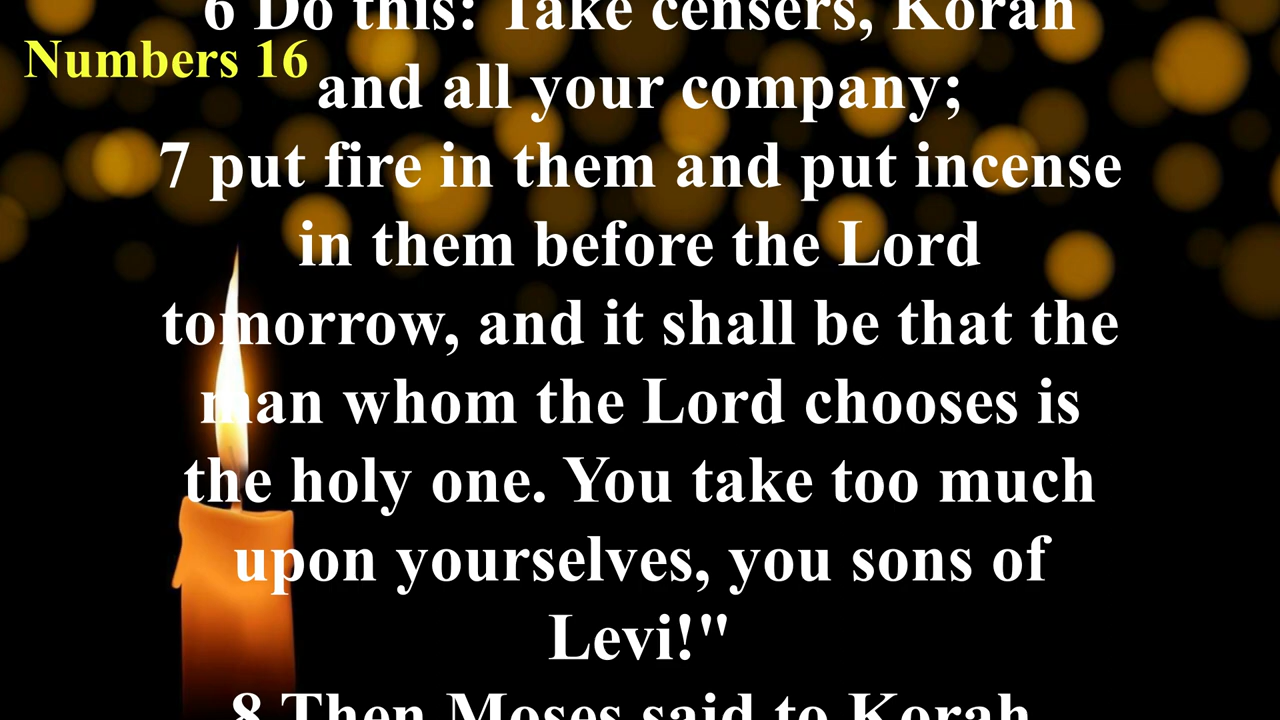 6 Do this: Take censers, Korah
Numbers 16
and all your company;
7 put fire in them and put incense
in them before the Lord
tomorrow, and it shall be that the
man whom the Lord chooses is
the holy one. You take too much
upon yourselves, you sons of
Levi!"
8 Then Moses said to Korah,